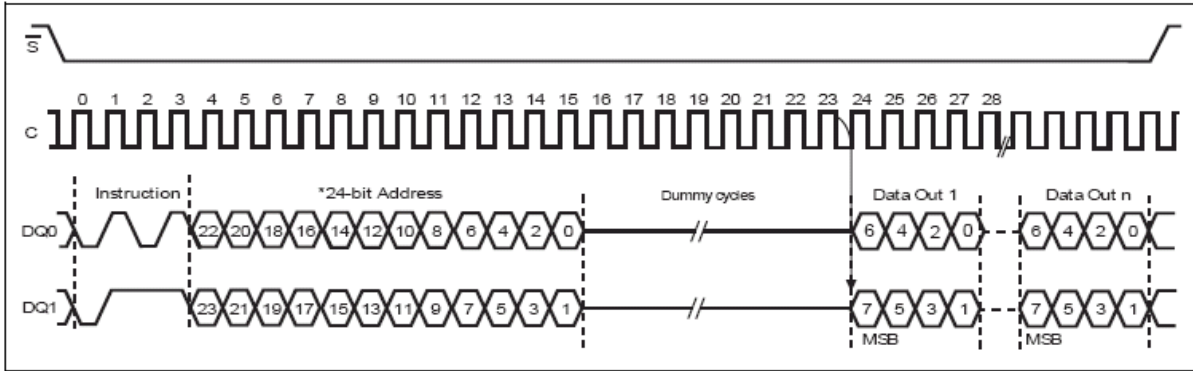 S
0 1 2 3 4 5 6 7 8 9 10 11 12 13 14 15 16 17 18 19 20 21 22 23 24 25 26 27 28
C
Instruction *24-bit Address Dummy cycles Data Out 1 Data Out n
DQ0 22 20 18 16 14 12 10 8 6 4 2 0 6 4 2 0 6 4 2 0
DQ1 23 21 19 17 15 13 11 9 7 5 3 1 7 5 3 1 7 5 3 1
MSB MSB